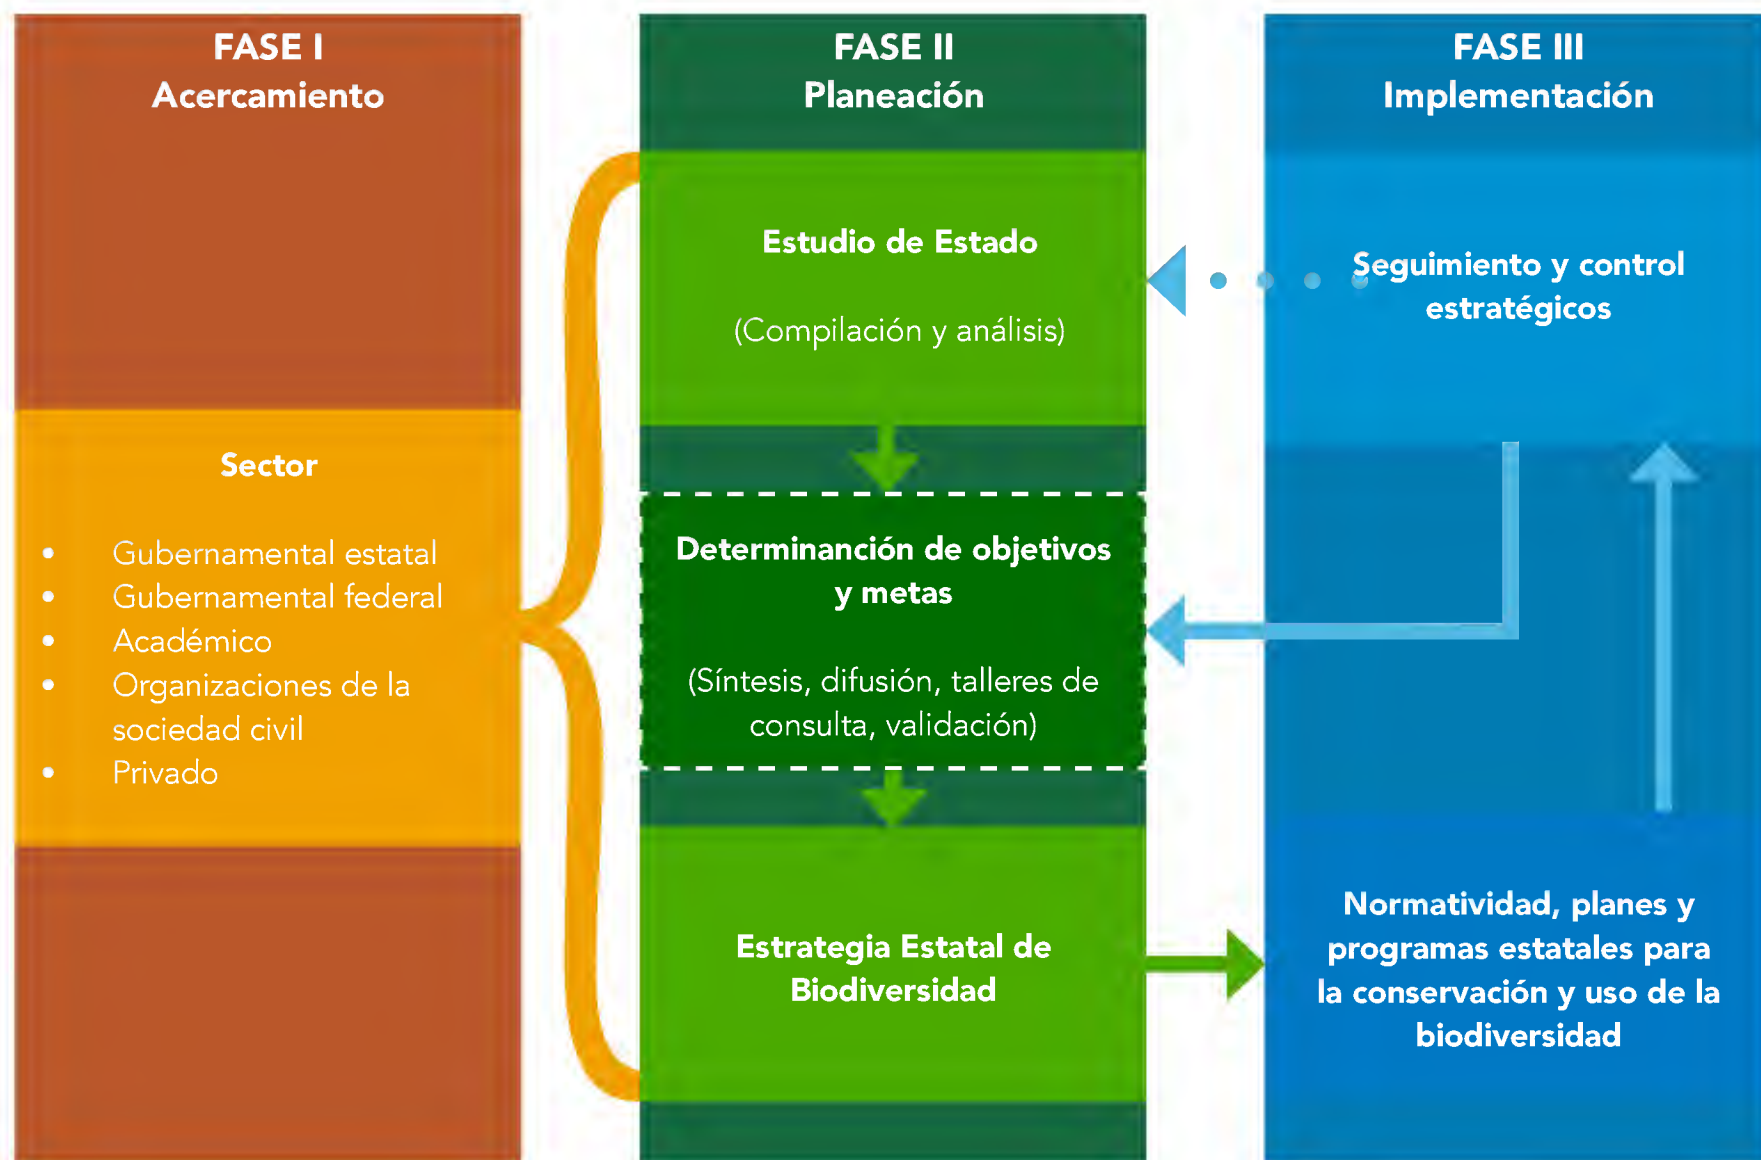 FASE I
Acercamiento
Sector
• Gubernamental estatal
• Gubernamental federal
• Académico
• Organizaciones de la
sociedad civil
• Privado
FASE II
Planeación
Estudio de Estado
(Compilación y análisis)
Determinanción de objetivos
y metas
(Síntesis, difusión, talleres de
consulta, validación)
Estrategia Estatal de
Biodiversidad
FASE III
Implementación
Seguimiento y control
estratégicos
Normatividad, planes y
programas estatales para
la conservación y uso de la
biodiversidad